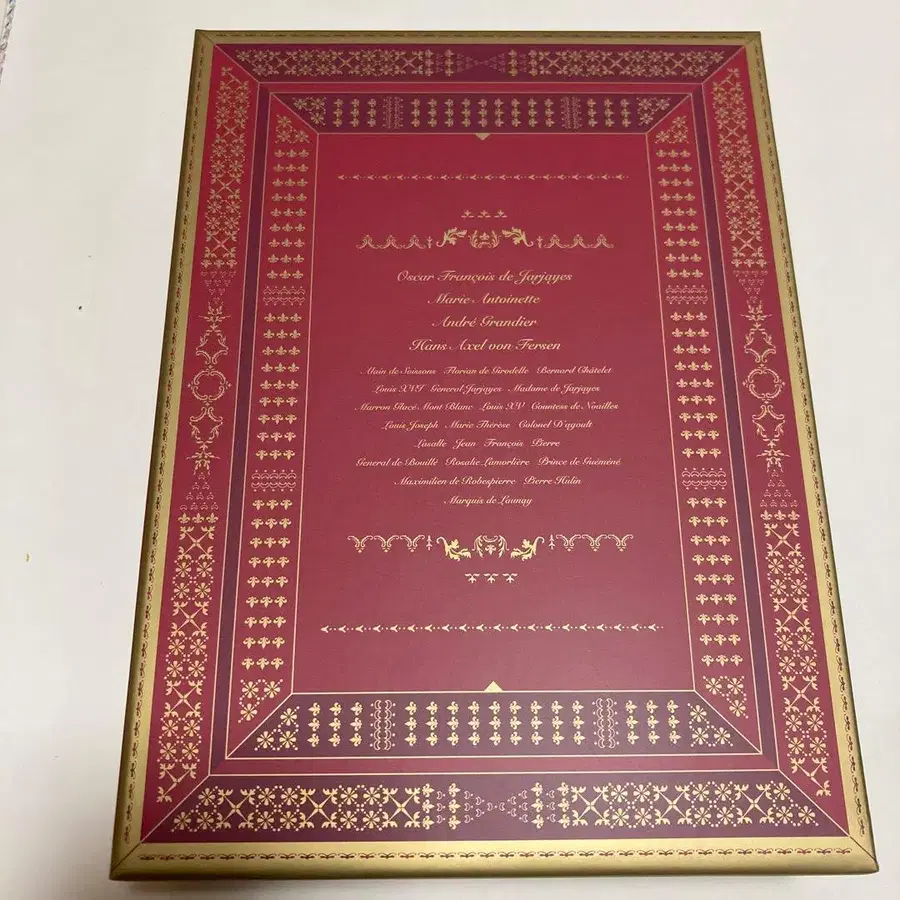 Oscar François de Jarjayes
Marie Antoinette
André Grandier
Hans Axel von Fersen
Alain de Soissons Florian de Girodelle Bernard Châtelet
Louis XVI General Jarjayes Madame de Jarjayes
Marron Glacé Mont Blanc Louis XV Countess de Noailles
Louis Joseph Marie Thérèse Colonel D'agoult
Lasalle Jean François Pierre
General de Bouillé Rosalie Lamorlière Prince de Guéméné
Maximilien de Robespierre Pierre Hulin
Marquis de Launay